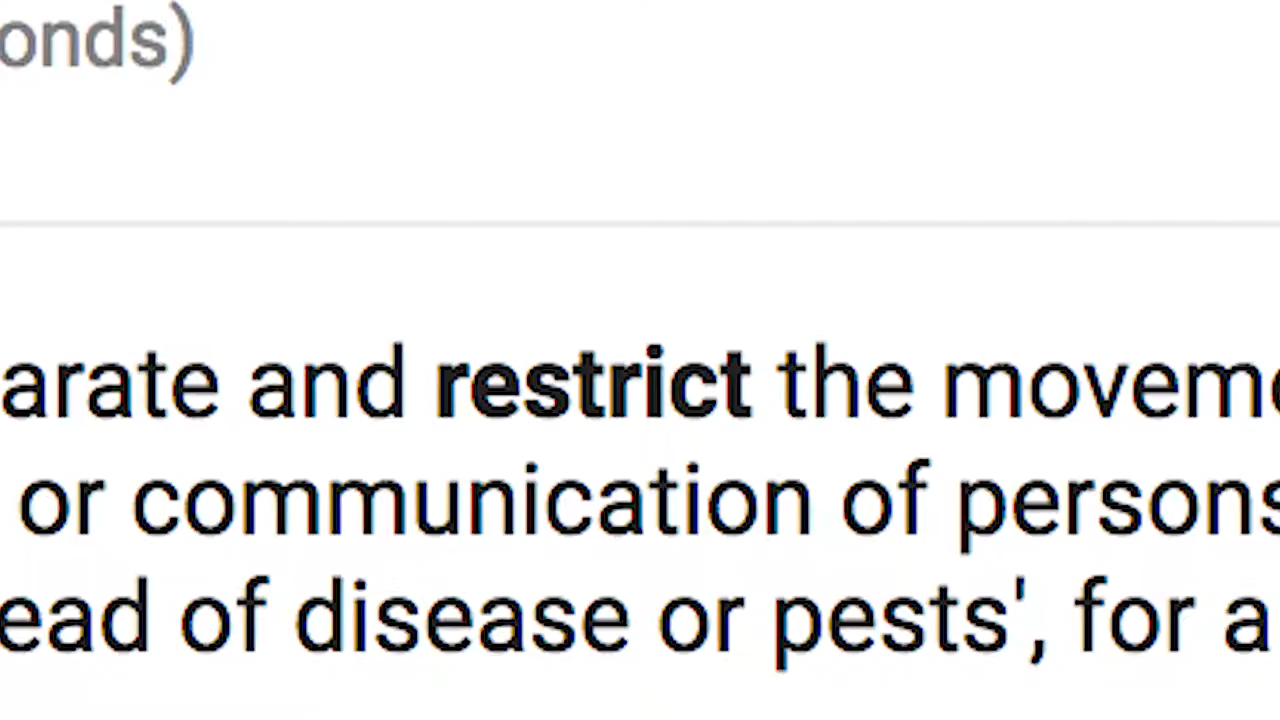 onds)
arate and restrict the moveme
or communication of persons
ead of disease or pests', for a